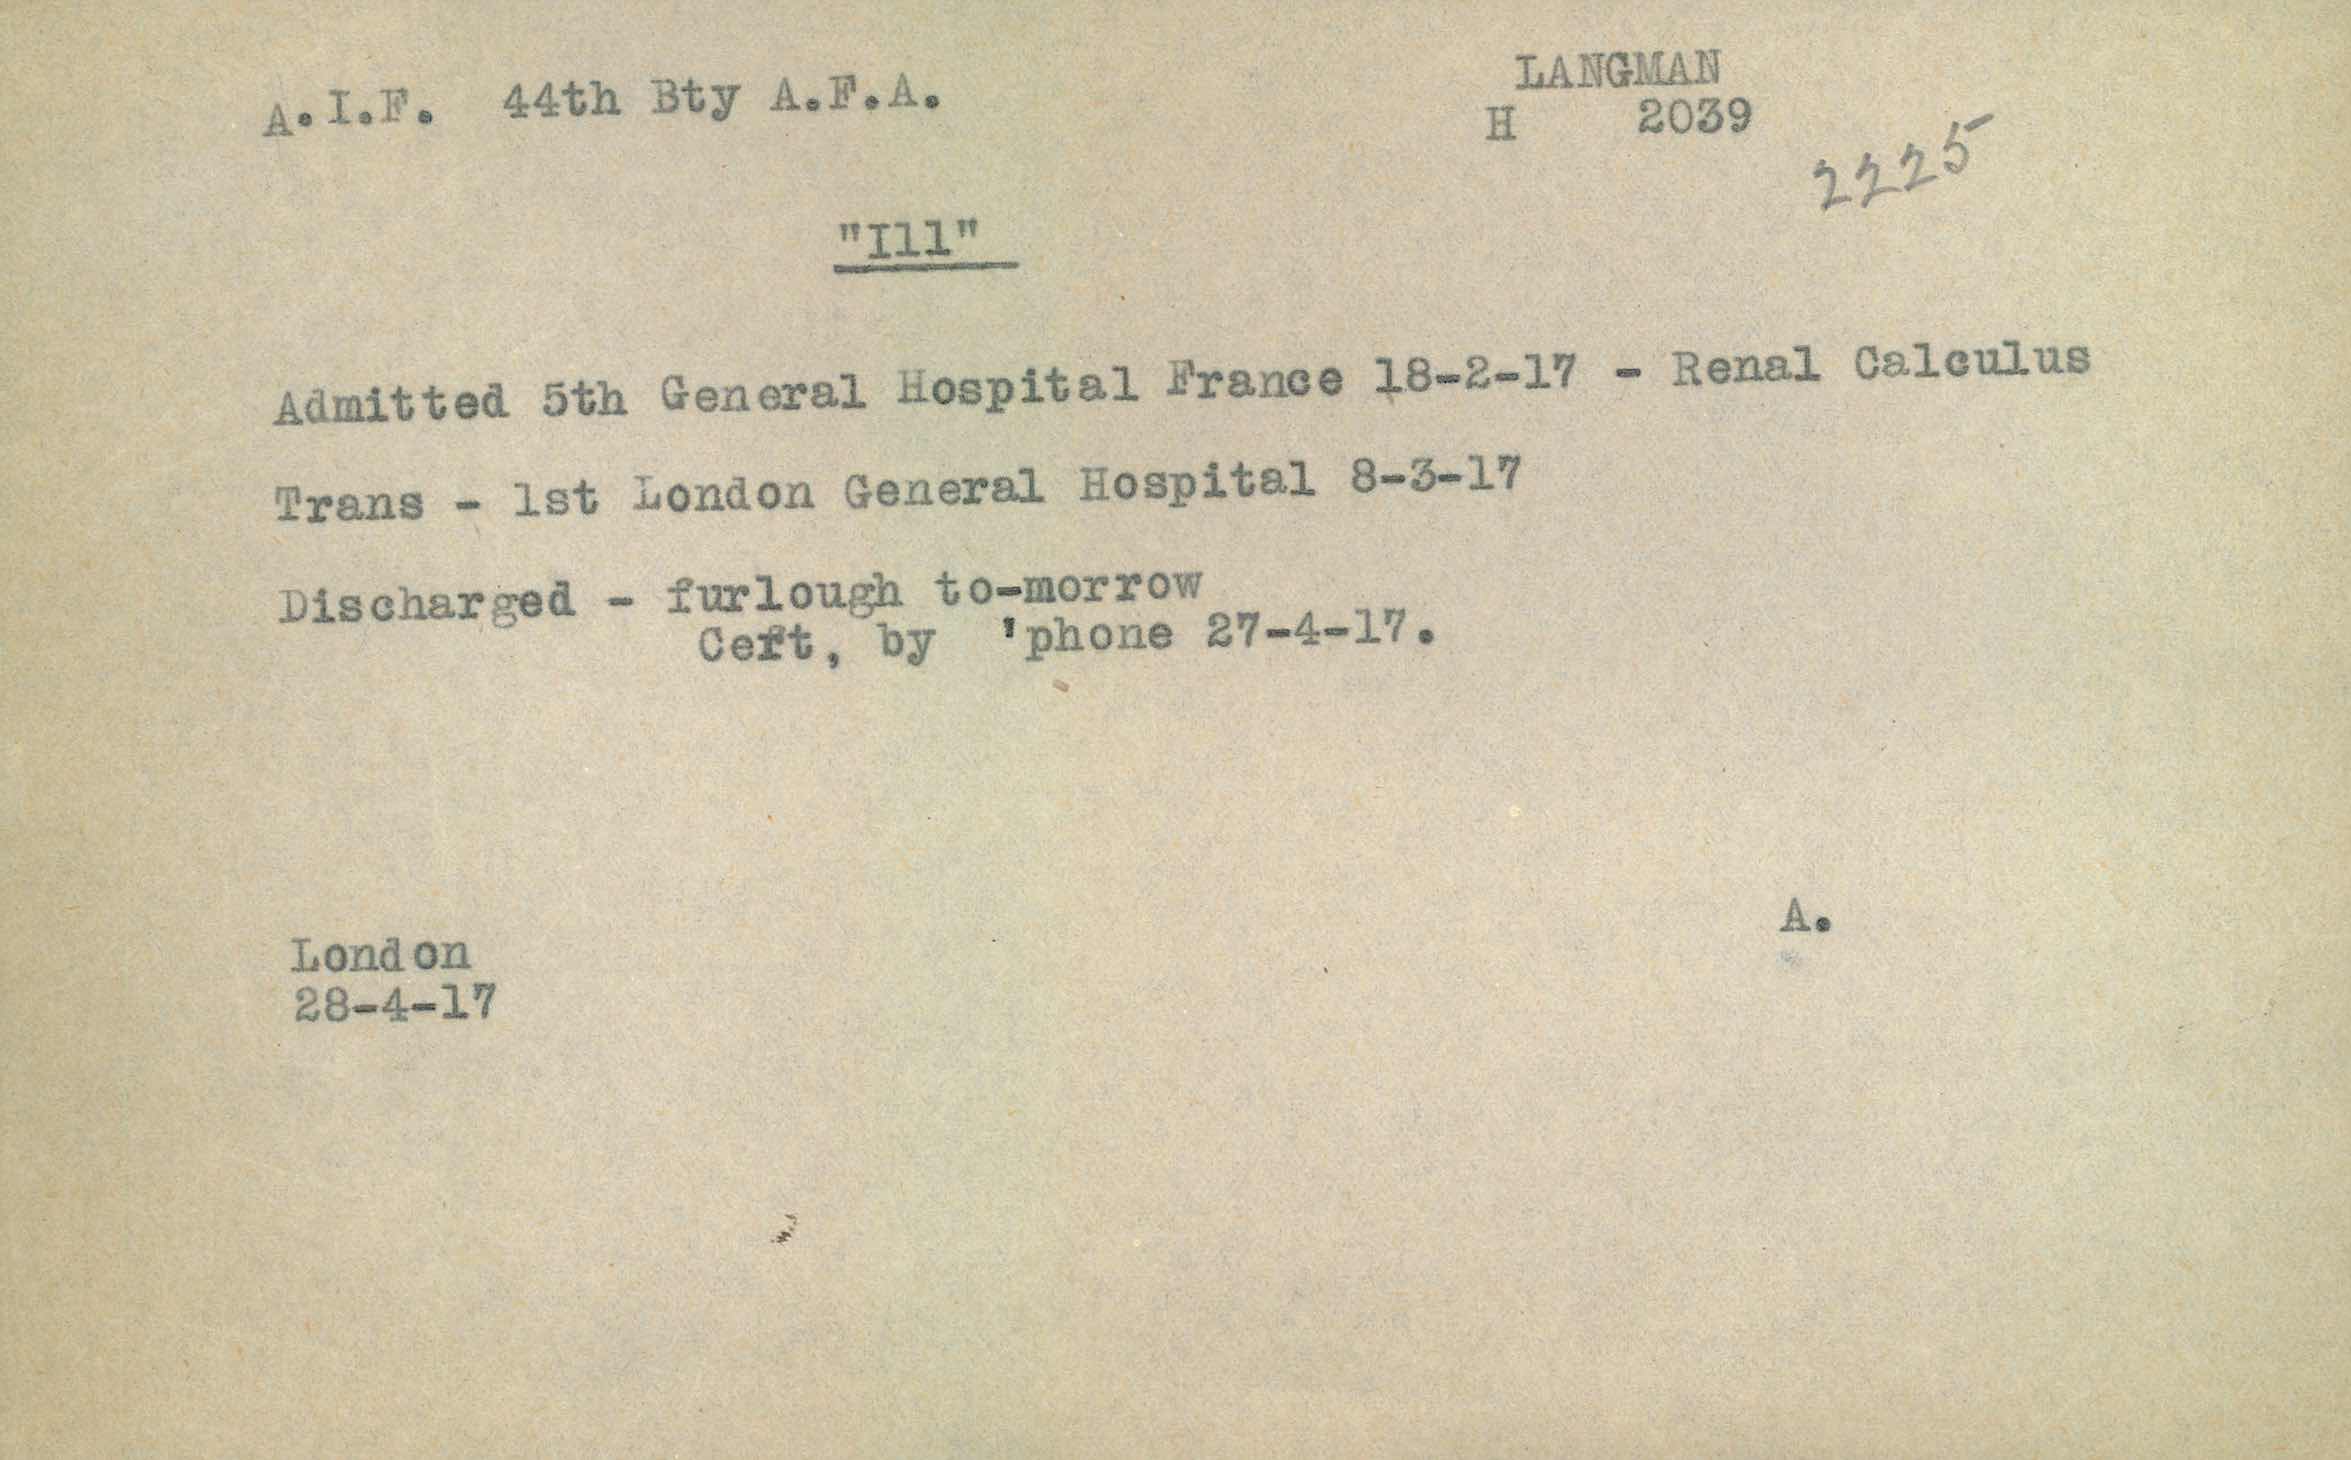 A.I.F. 44th Bty A.F.A.
LANGMAN
H 2039
2225
"Ill"
Admitted 5th General Hospital France 18-2-17 - Renal Calculus
Trans - 1st London General Hospital 8-3-17
Discharged - furlough to-morrow
Ceft, by 'phone 27-4-17.
A.
London
28-4-17